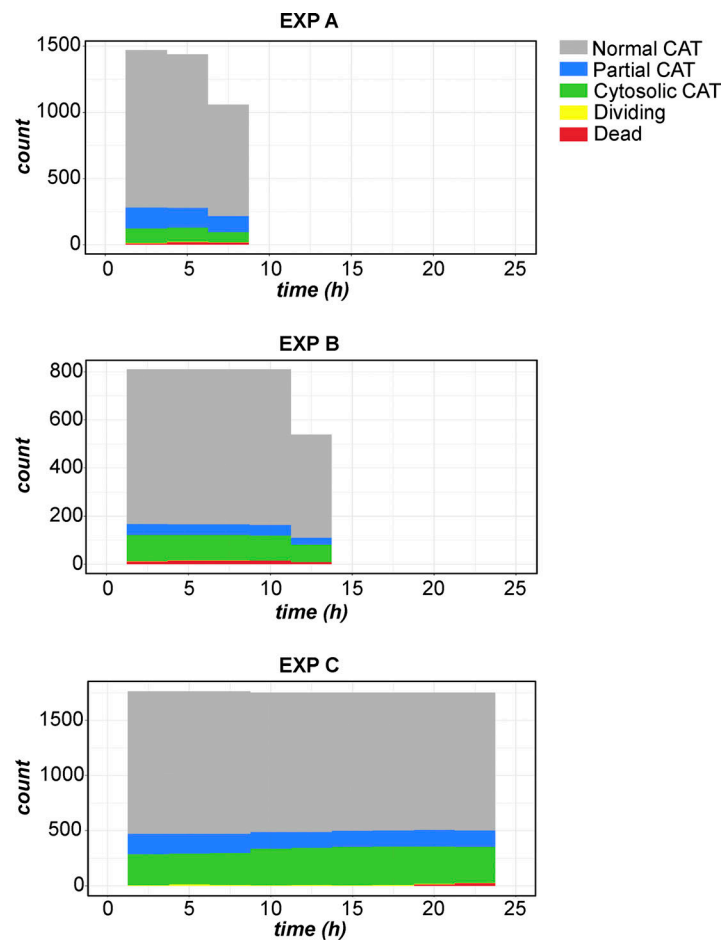 EXP A
1500
1000
500
0
count
0 5 10 15 20 25
time (h)
Normal CAT
Partial CAT
Cytosolic CAT
Dividing
Dead
EXP B
800
600
400
200
0
count
0 5 10 15 20 25
time (h)
EXP C
1500
1000
500
0
count
0 5 10 15 20 25
time (h)